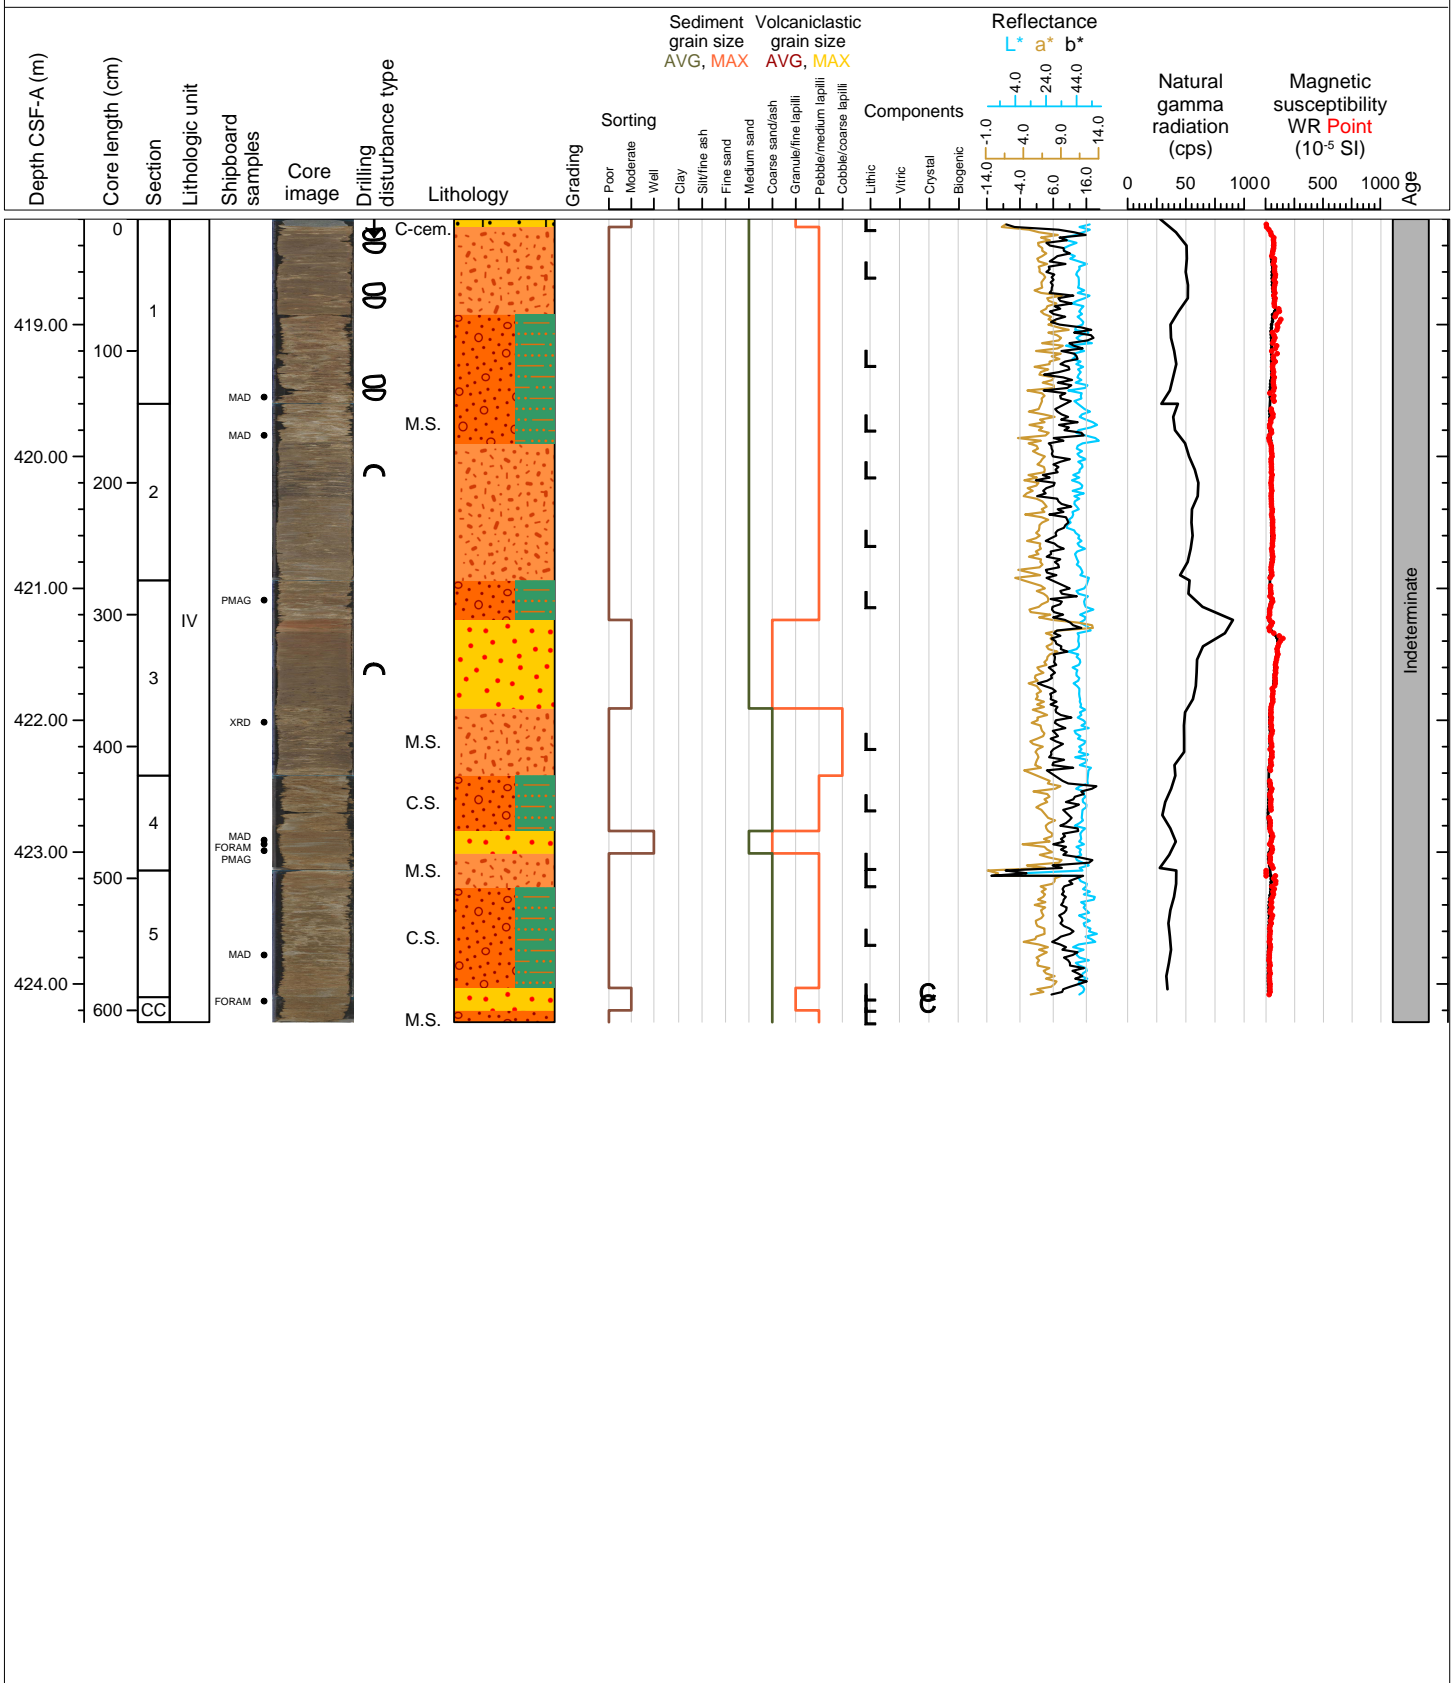 Depth CSF-A (m)
Core length (cm)
Section
Lithologic unit
Shipboard
samples
Core
image
Drilling
disturbance type
Lithology
Grading
Sorting
Poor
Moderate
Well
Sediment
grain size
AVG, MAX
Volcaniclastic
grain size
AVG, MAX
Clay
Silt/fine ash
Fine sand
Medium sand
Coarse sand/ash
Granule/fine lapilli
Pebble/medium lapilli
Cobble/coarse lapilli
Components
Lithic
Vitric
Crystal
Biogenic
Reflectance
L* a* b*
4.0 24.0 44.0
-1.0 4.0 9.0 14.0
-14.0 -4.0 6.0 16.0
Natural
gamma
radiation
(cps)
0 50 100
Magnetic
susceptibility
WR Point
(10-5 SI)
0 500 1000
Age
0
C-cem.
L
L
1
419.00
100
L
MAD
M.S.
L
MAD
420.00
L
200
2
L
421.00
PMAG
L
300
IV
Indeterminate
3
422.00
XRD
M.S.
L
400
C.S.
L
4
MAD
FORAM
PMAG
423.00
M.S.
L
L
500
5
C.S.
L
MAD
424.00
L
C
FORAM
CC
L
C
600
M.S.
L